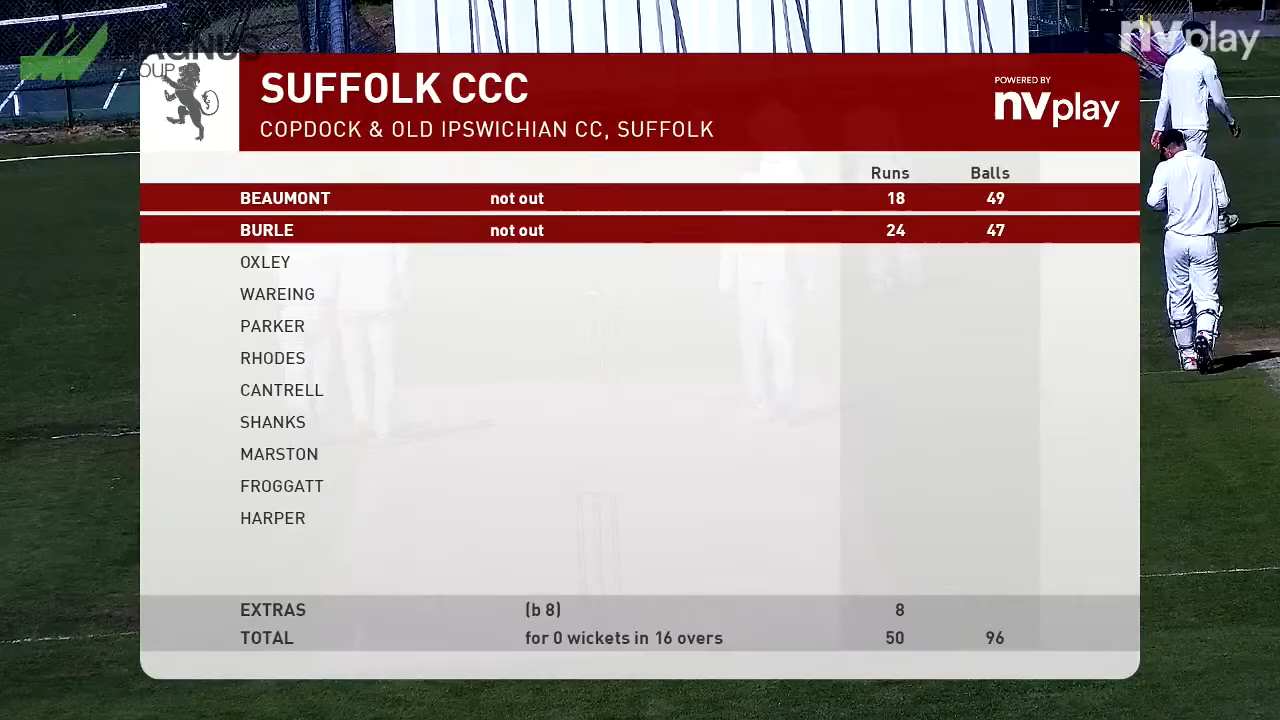 nvplay
AGNUS
OUP
SUFFOLK CCC
COPDOCK & OLD IPSWICHIAN CC, SUFFOLK
POWERED BY
nvplay
Runs Balls
BEAUMONT not out 18 49
BURLE not out 24 47
OXLEY
WAREING
PARKER
RHODES
CANTRELL
SHANKS
MARSTON
FROGGATT
HARPER
EXTRAS (b 8) 8
TOTAL for 0 wickets in 16 overs 50 96